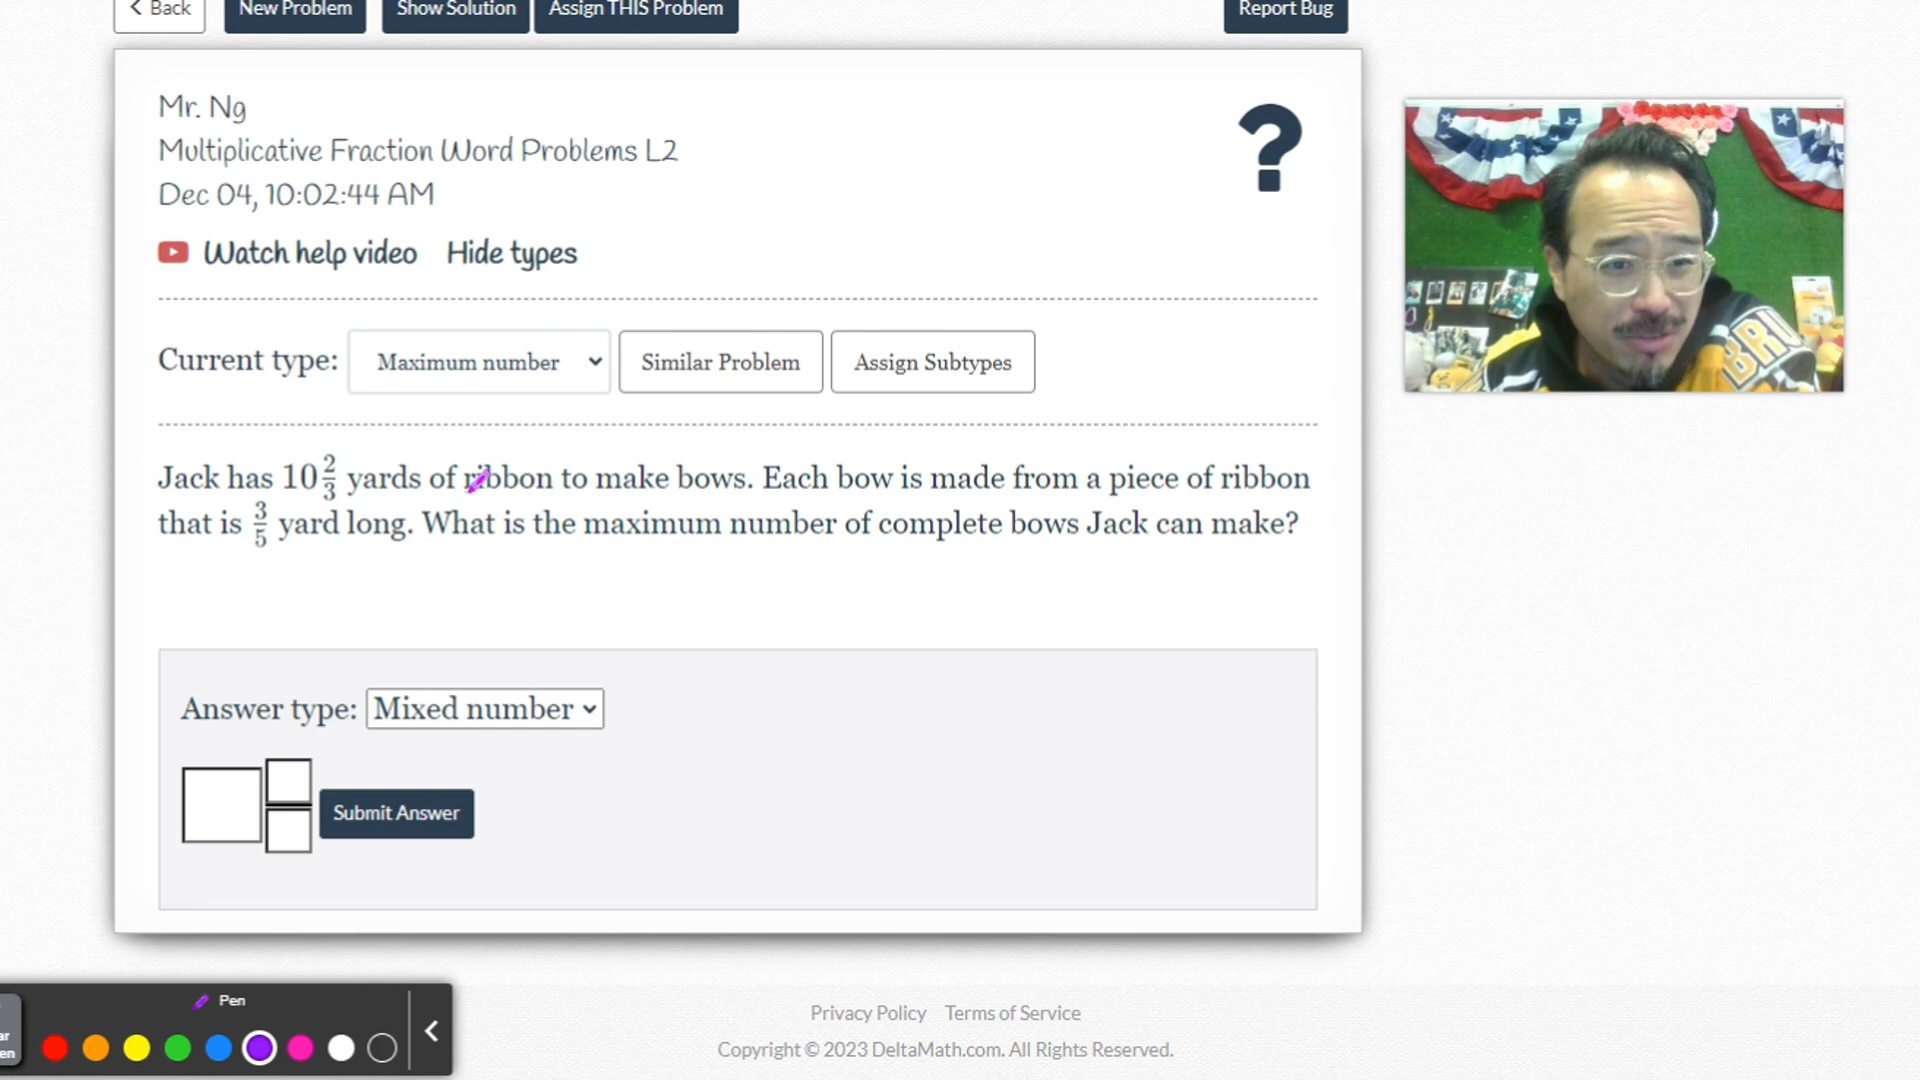 Back New Problem Show Solution Assign THIS Problem Report Bug
Mr. Ng
Multiplicative Fraction Word Problems L2
Dec 04, 10:02:44 AM
?
Watch help video Hide types
Current type: Maximum number Similar Problem Assign Subtypes
Jack has 10 2/3 yards of ribbon to make bows. Each bow is made from a piece of ribbon
that is 3/5 yard long. What is the maximum number of complete bows Jack can make?
Answer type: Mixed number
Submit Answer
Pen
Privacy Policy Terms of Service
Copyright © 2023 DeltaMath.com. All Rights Reserved.